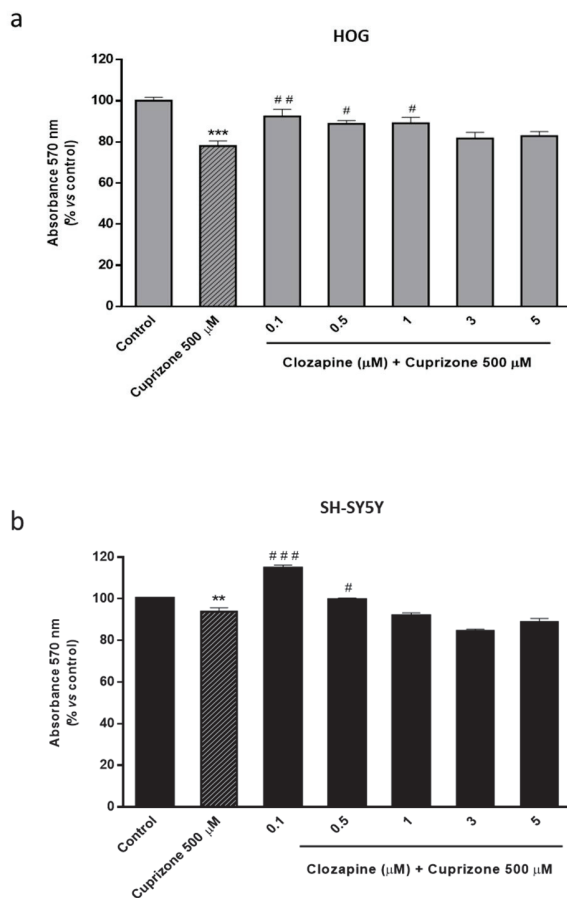 a
HOG
Absorbance 570 nm
(% vs control)
120
100
80
60
40
20
0
***
# #
#
#
Control
Cuprizone 500 μM
0.1
0.5
1
3
5
Clozapine (μM) + Cuprizone 500 μM
b
SH-SY5Y
Absorbance 570 nm
(% vs control)
120
100
80
60
40
20
0
**
# # #
#
Control
Cuprizone 500 μM
0.1
0.5
1
3
5
Clozapine (μM) + Cuprizone 500 μM